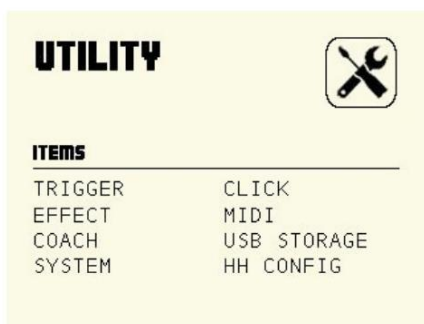 UTILITY
ITEMS
TRIGGER CLICK
EFFECT MIDI
COACH USB STORAGE
SYSTEM HH CONFIG